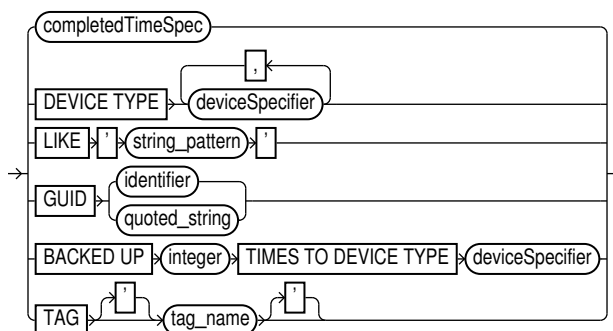 completedTimeSpec
,
DEVICE TYPE deviceSpecifier
LIKE ' string_pattern '
identifier
GUID
quoted_string
BACKED UP integer TIMES TO DEVICE TYPE deviceSpecifier
' '
TAG tag_name